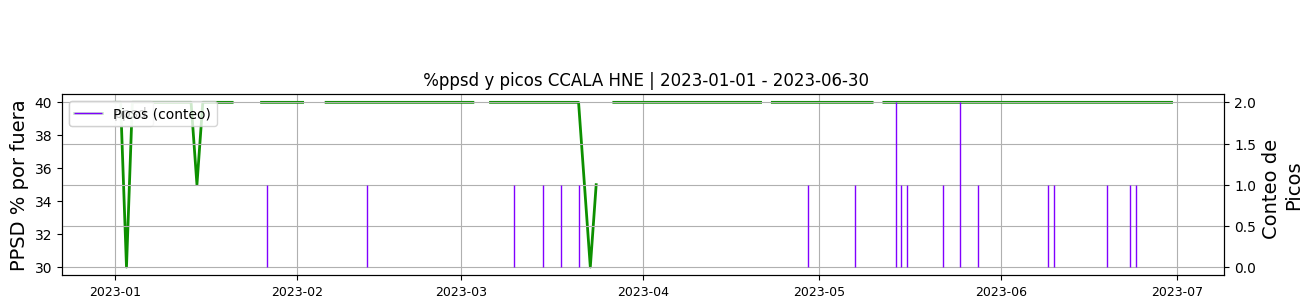 %ppsd y picos CCALA HNE | 2023-01-01 - 2023-06-30
Picos (conteo)
PPSD % por fuera
40
38
36
34
32
30
2.0
1.5
1.0
0.5
0.0
Conteo de
Picos
2023-01 2023-02 2023-03 2023-04 2023-05 2023-06 2023-07